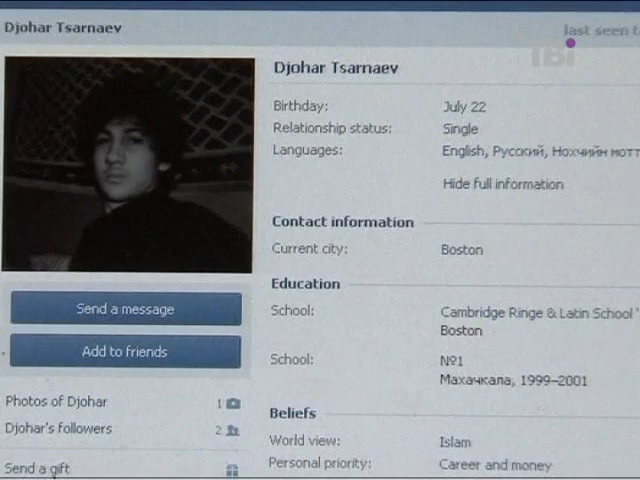 Djohar Tsarnaev
last seen
ТВі
Djohar Tsarnaev
Birthday: July 22
Relationship status: Single
Languages: English, Русский, Нохчийн мотт
Hide full information
Contact information
Current city: Boston
Education
School: Cambridge Ringe & Latin School '
Boston
School: №1
Махачкала, 1999–2001
Beliefs
World view: Islam
Personal priority: Career and money
Send a message
Add to friends
Photos of Djohar 1
Djohar's followers 2
Send a gift